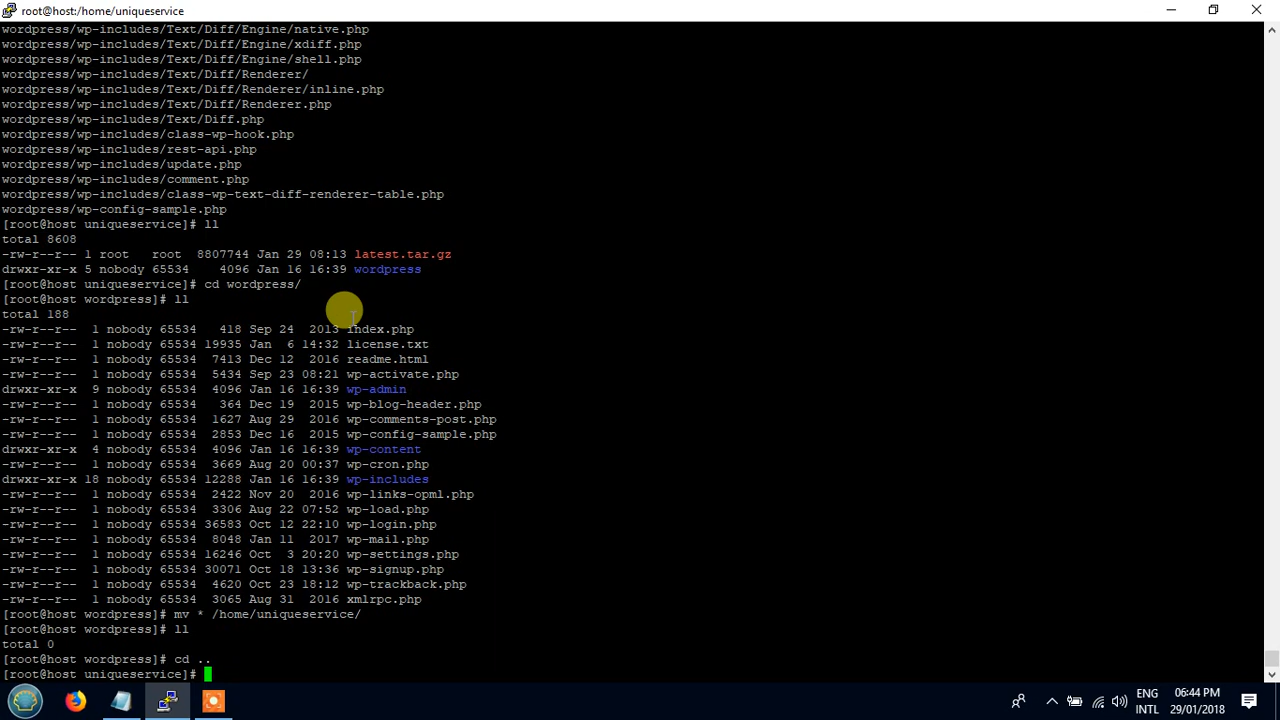 root@host:/home/uniqueservice
wordpress/wp-includes/Text/Diff/Engine/native.php
wordpress/wp-includes/Text/Diff/Engine/xdiff.php
wordpress/wp-includes/Text/Diff/Engine/shell.php
wordpress/wp-includes/Text/Diff/Renderer/
wordpress/wp-includes/Text/Diff/Renderer/inline.php
wordpress/wp-includes/Text/Diff/Renderer.php
wordpress/wp-includes/Text/Diff.php
wordpress/wp-includes/class-wp-hook.php
wordpress/wp-includes/rest-api.php
wordpress/wp-includes/update.php
wordpress/wp-includes/comment.php
wordpress/wp-includes/class-wp-text-diff-renderer-table.php
wordpress/wp-config-sample.php
[root@host uniqueservice]# ll
total 8608
-rw-r--r-- 1 root   root  8807744 Jan 29 08:13 latest.tar.gz
drwxr-xr-x 5 nobody 65534    4096 Jan 16 16:39 wordpress
[root@host uniqueservice]# cd wordpress/
[root@host wordpress]# ll
total 188
-rw-r--r--  1 nobody 65534   418 Sep 24  2013 index.php
-rw-r--r--  1 nobody 65534 19935 Jan  6 14:32 license.txt
-rw-r--r--  1 nobody 65534  7413 Dec 12  2016 readme.html
-rw-r--r--  1 nobody 65534  5434 Sep 23 08:21 wp-activate.php
drwxr-xr-x  9 nobody 65534  4096 Jan 16 16:39 wp-admin
-rw-r--r--  1 nobody 65534   364 Dec 19  2015 wp-blog-header.php
-rw-r--r--  1 nobody 65534  1627 Aug 29  2016 wp-comments-post.php
-rw-r--r--  1 nobody 65534  2853 Dec 16  2015 wp-config-sample.php
drwxr-xr-x  4 nobody 65534  4096 Jan 16 16:39 wp-content
-rw-r--r--  1 nobody 65534  3669 Aug 20 00:37 wp-cron.php
drwxr-xr-x 18 nobody 65534 12288 Jan 16 16:39 wp-includes
-rw-r--r--  1 nobody 65534  2422 Nov 20  2016 wp-links-opml.php
-rw-r--r--  1 nobody 65534  3306 Aug 22 07:52 wp-load.php
-rw-r--r--  1 nobody 65534 36583 Oct 12 22:10 wp-login.php
-rw-r--r--  1 nobody 65534  8048 Jan 11  2017 wp-mail.php
-rw-r--r--  1 nobody 65534 16246 Oct  3 20:20 wp-settings.php
-rw-r--r--  1 nobody 65534 30071 Oct 18 13:36 wp-signup.php
-rw-r--r--  1 nobody 65534  4620 Oct 23 18:12 wp-trackback.php
-rw-r--r--  1 nobody 65534  3065 Aug 31  2016 xmlrpc.php
[root@host wordpress]# mv * /home/uniqueservice/
[root@host wordpress]# ll
total 0
[root@host wordpress]# cd ..
[root@host uniqueservice]#
ENG
INTL
06:44 PM
29/01/2018